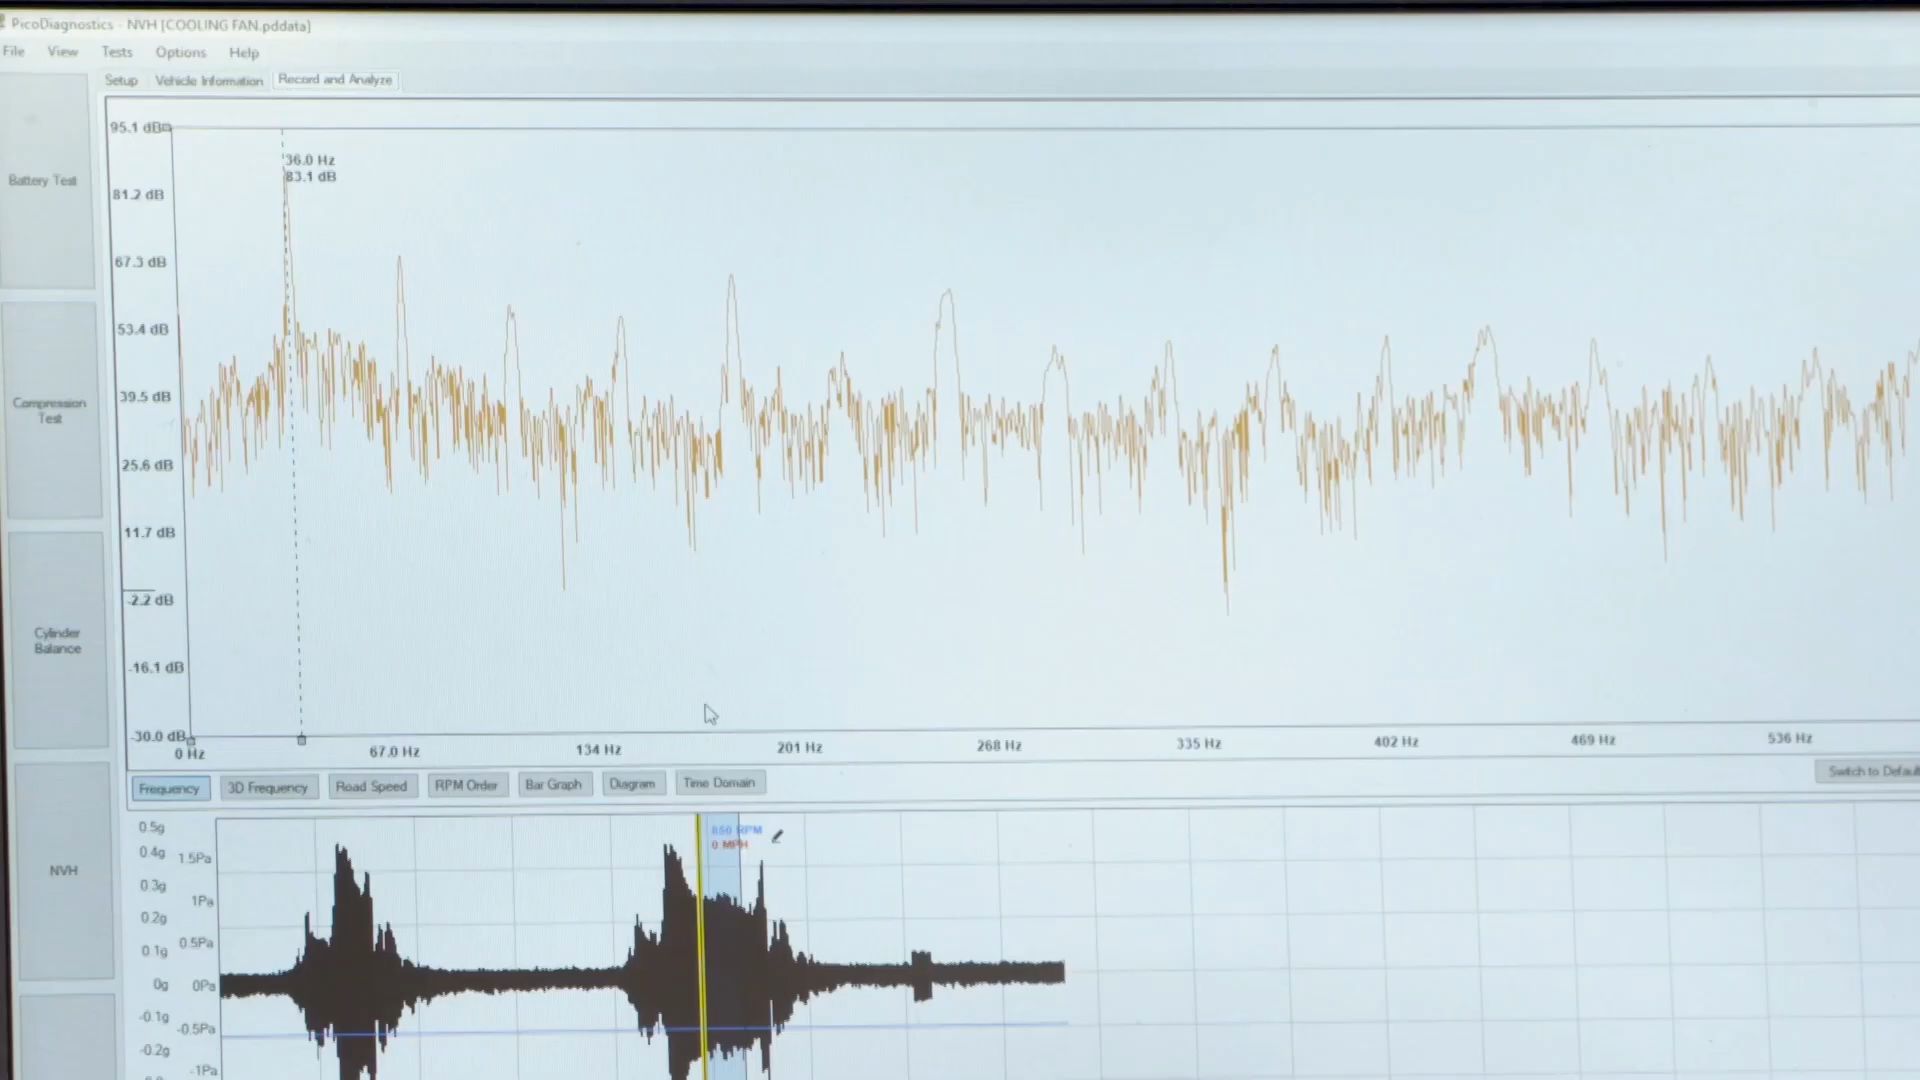 PicoDiagnostics - NVH [COOLING FAN.pddata]
File View Tests Options Help
Setup Vehicle Information Record and Analyze
95.1 dB
36.0 Hz
83.1 dB
Battery Test
81.2 dB
67.3 dB
53.4 dB
39.5 dB
Compression
Test
25.6 dB
11.7 dB
-2.2 dB
Cylinder
Balance
-16.1 dB
-30.0 dB
0 Hz 67.0 Hz 134 Hz 201 Hz 268 Hz 335 Hz 402 Hz 469 Hz 536 Hz
Frequency 3D Frequency Road Speed RPM Order Bar Graph Diagram Time Domain
Switch to Defaul
0.5g
850 RPM
0 MPH
0.4g 1.5Pa
NVH
0.3g
1Pa
0.2g
0.1g 0.5Pa
0g 0Pa
-0.1g -0.5Pa
-0.2g
-1Pa